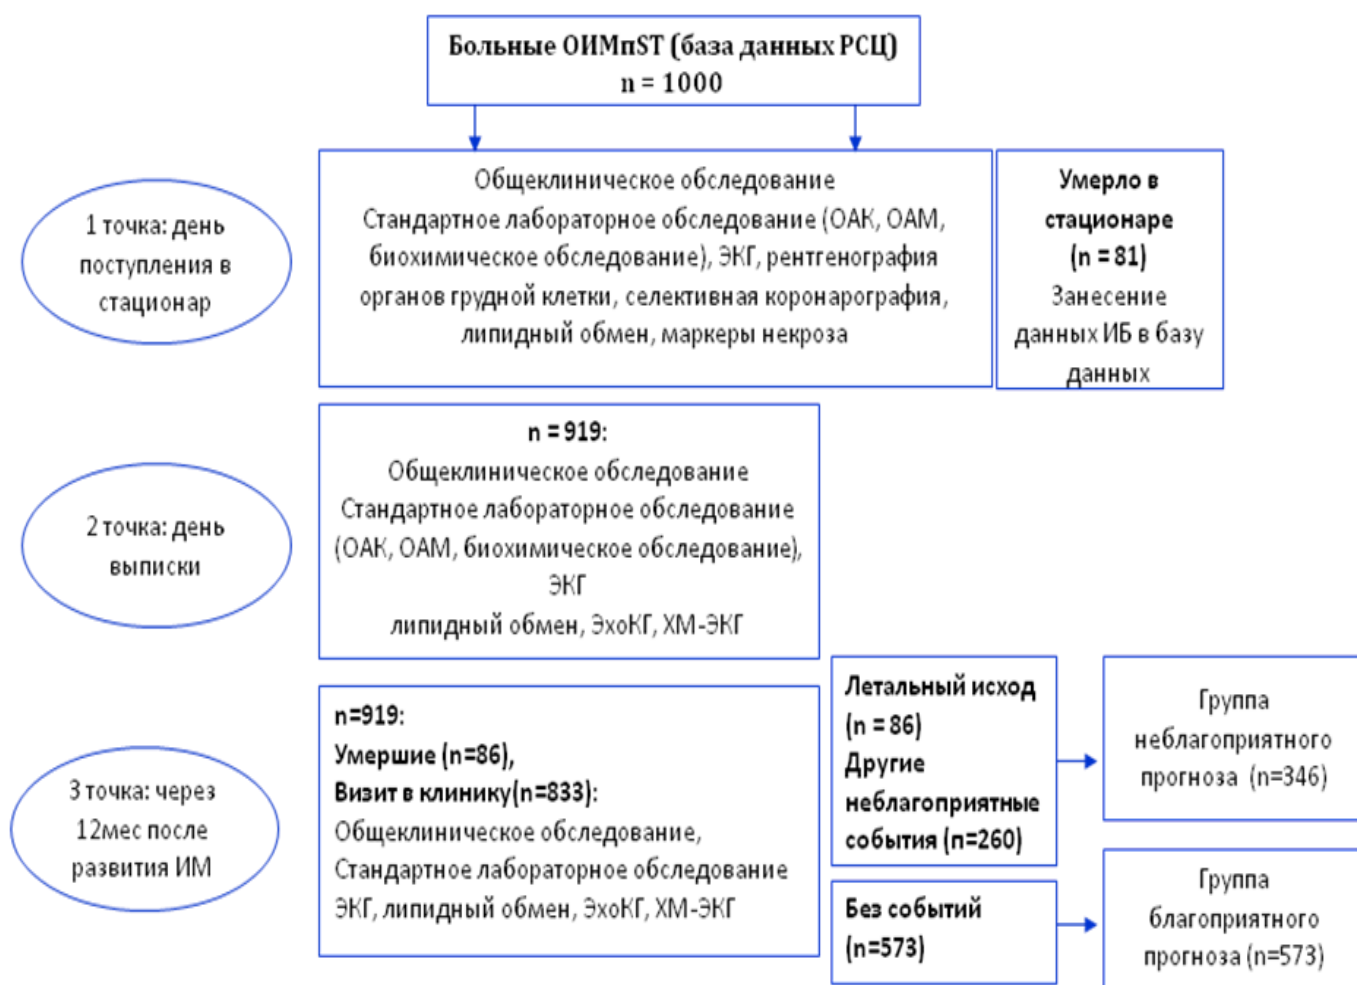 Больные ОИМпST (база данных РСЦ)
n = 1000
1 точка: день
поступления в
стационар
Общеклиническое обследование
Стандартное лабораторное обследование (ОАК, ОАМ,
биохимическое обследование), ЭКГ, рентгенография
органов грудной клетки, селективная коронарография,
липидный обмен, маркеры некроза
Умерло в
стационаре
(n = 81)
Занесение
данных ИБ в базу
данных
2 точка: день
выписки
n = 919:
Общеклиническое обследование
Стандартное лабораторное обследование
(ОАК, ОАМ, биохимическое обследование),
ЭКГ
липидный обмен, ЭхоКГ, ХМ-ЭКГ
3 точка: через
12мес после
развития ИМ
n=919:
Умершие (n=86),
Визит в клинику(n=833):
Общеклиническое обследование,
Стандартное лабораторное обследование
ЭКГ, липидный обмен, ЭхоКГ, ХМ-ЭКГ
Летальный исход
(n = 86)
Другие
неблагоприятные
события (n=260)
Группа
неблагоприятного
прогноза (n=346)
Без событий
(n=573)
Группа
благоприятного
прогноза (n=573)